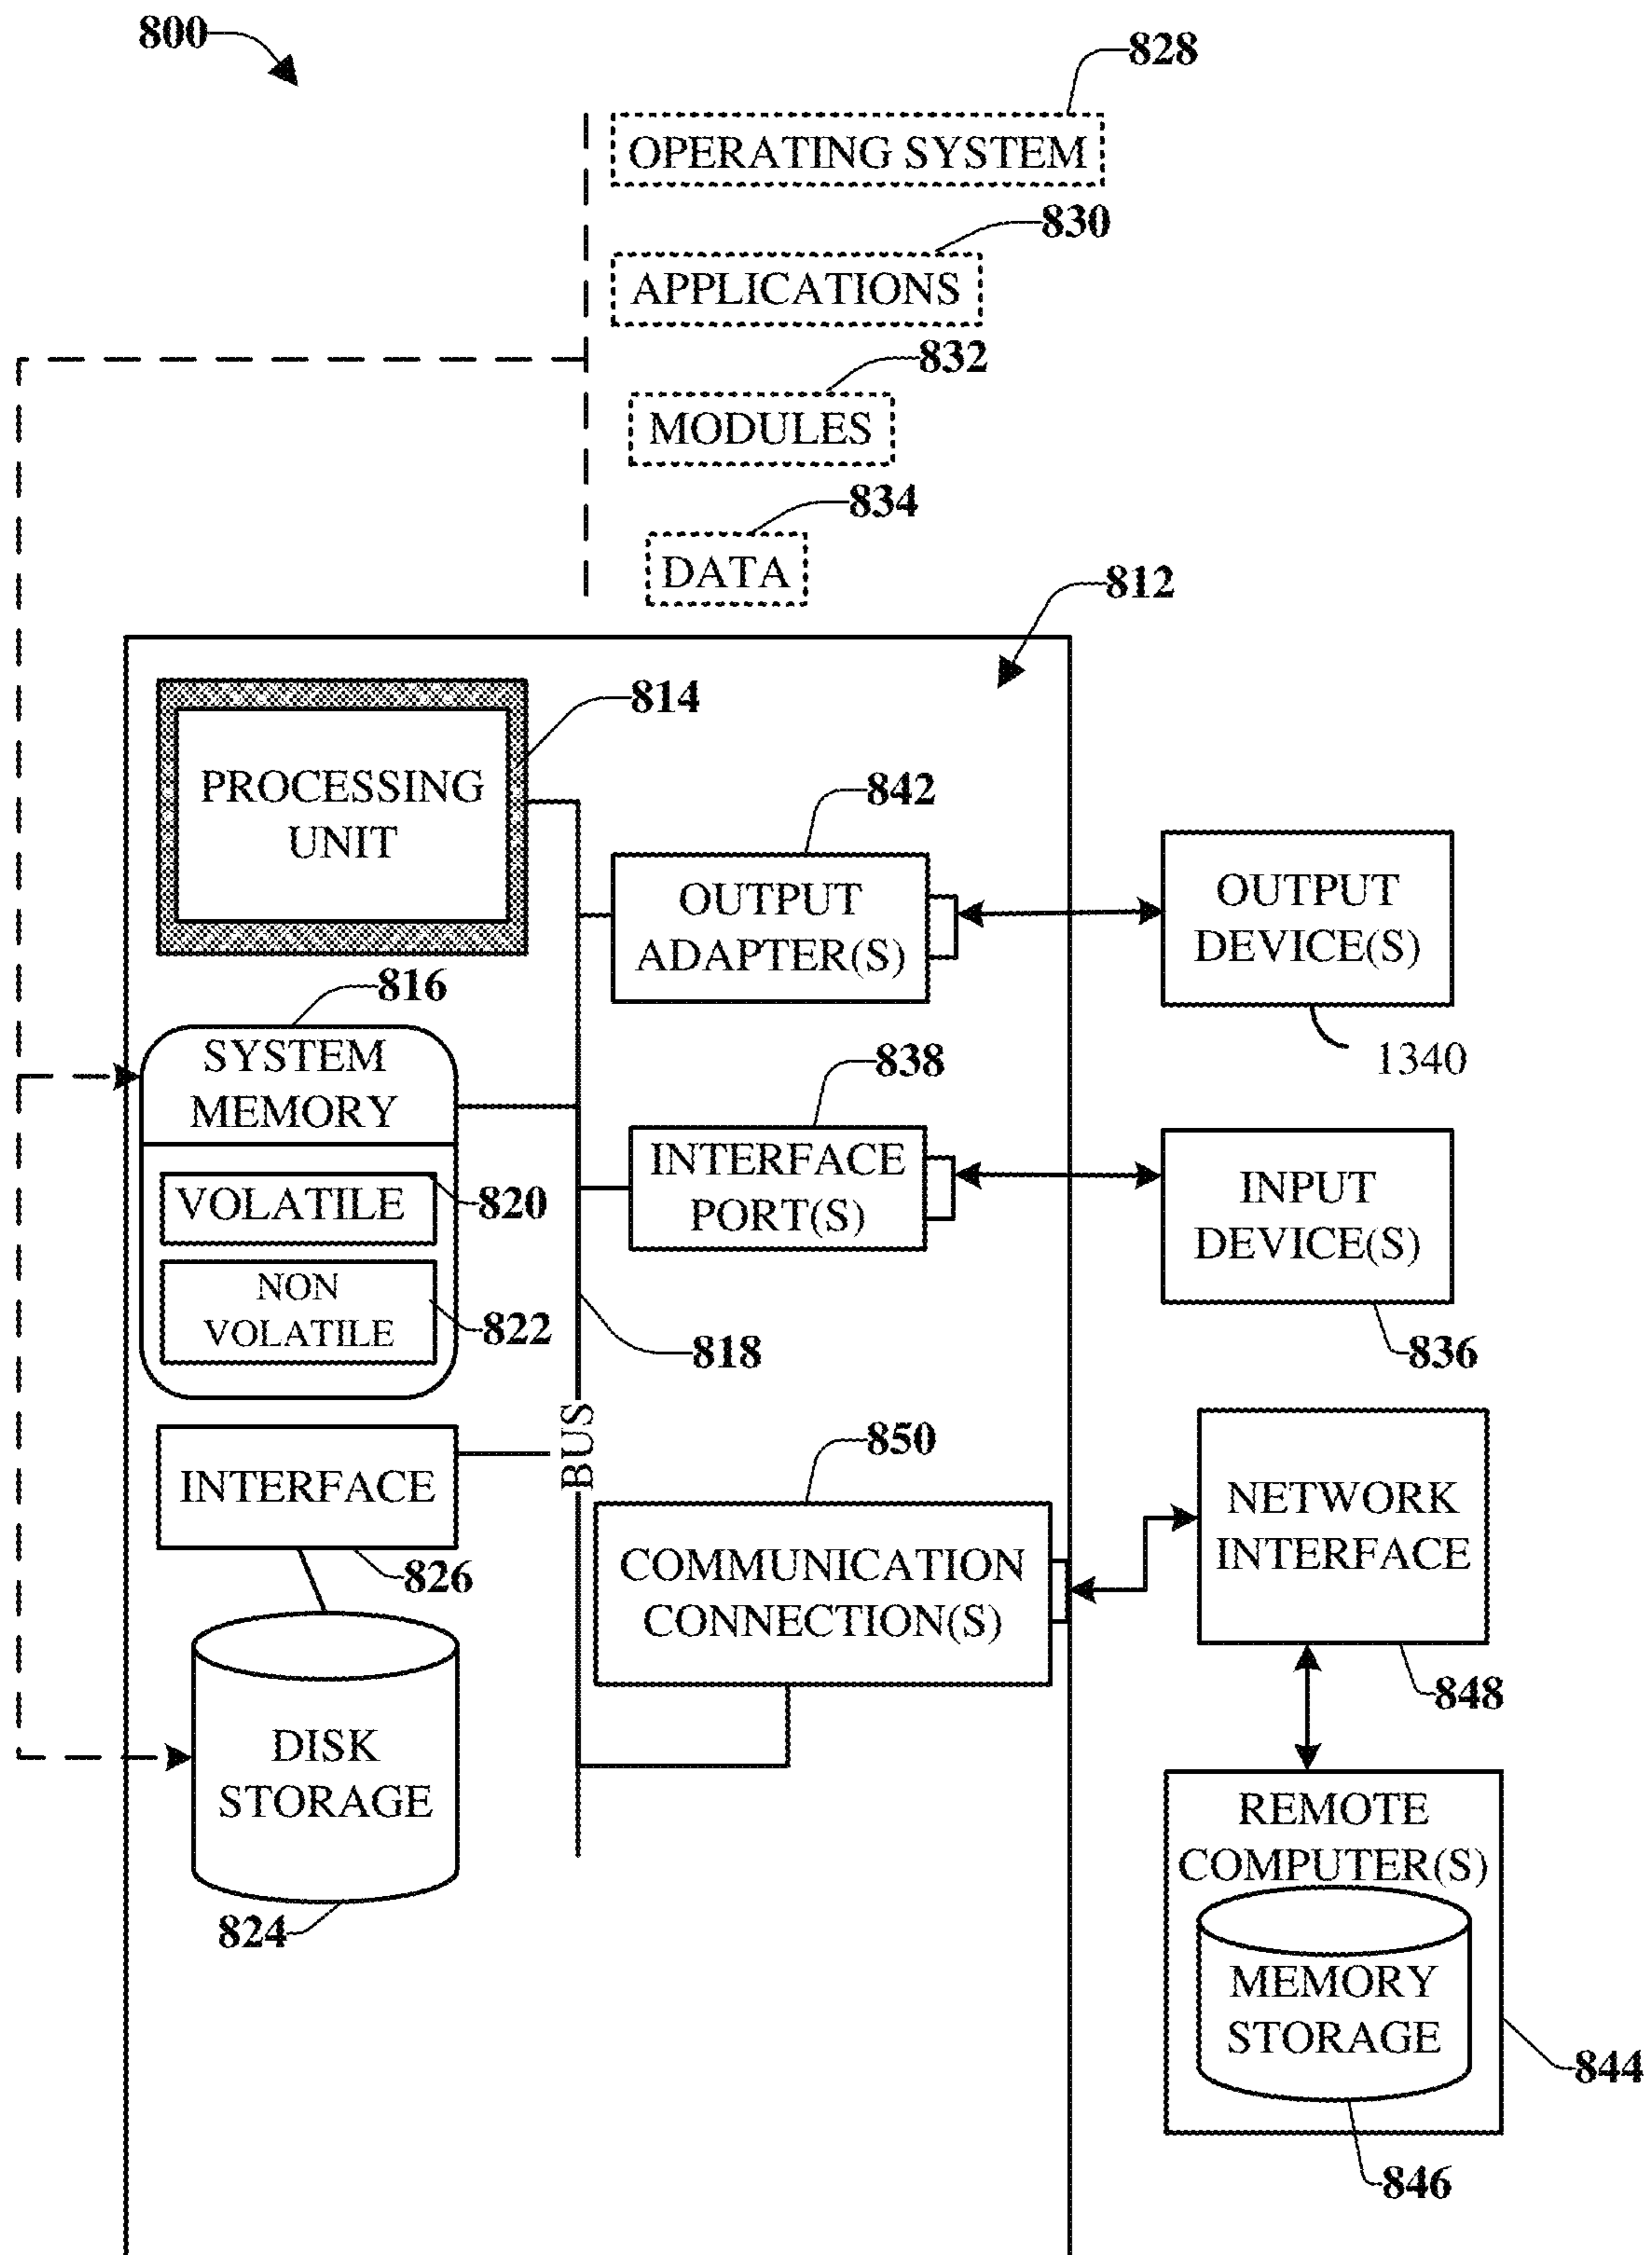 800
828
OPERATING SYSTEM
830
APPLICATIONS
832
MODULES
834
DATA
812
814
PROCESSING
UNIT
842
OUTPUT
ADAPTER(S)
OUTPUT
DEVICE(S)
1340
816
SYSTEM
MEMORY
VOLATILE
820
NON
VOLATILE
822
838
INTERFACE
PORT(S)
INPUT
DEVICE(S)
836
818
BUS
INTERFACE
826
850
COMMUNICATION
CONNECTION(S)
NETWORK
INTERFACE
848
DISK
STORAGE
824
REMOTE
COMPUTER(S)
MEMORY
STORAGE
844
846